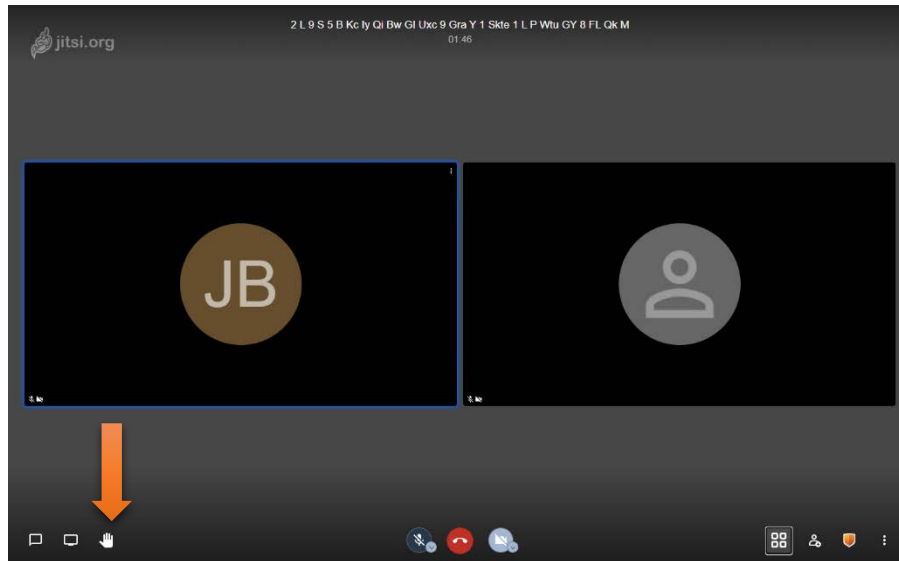 jitsi.org
2 L 9 S 5 B Kc Iy Qi Bw Gl Uxc 9 Gra Y 1 Skte 1 L P Wtu GY 8 FL Qk M
01:46
JB